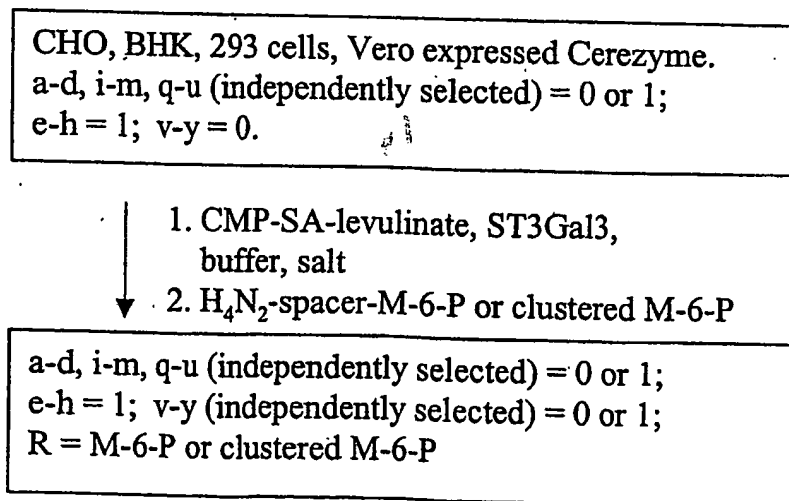 CHO, BHK, 293 cells, Vero expressed Cerezyme.
a-d, i-m, q-u (independently selected) = 0 or 1;
e-h = 1; v-y = 0.
1. CMP-SA-levulinate, ST3Gal3,
buffer, salt
2. H₄N₂-spacer-M-6-P or clustered M-6-P
a-d, i-m, q-u (independently selected) = 0 or 1;
e-h = 1; v-y (independently selected) = 0 or 1;
R = M-6-P or clustered M-6-P